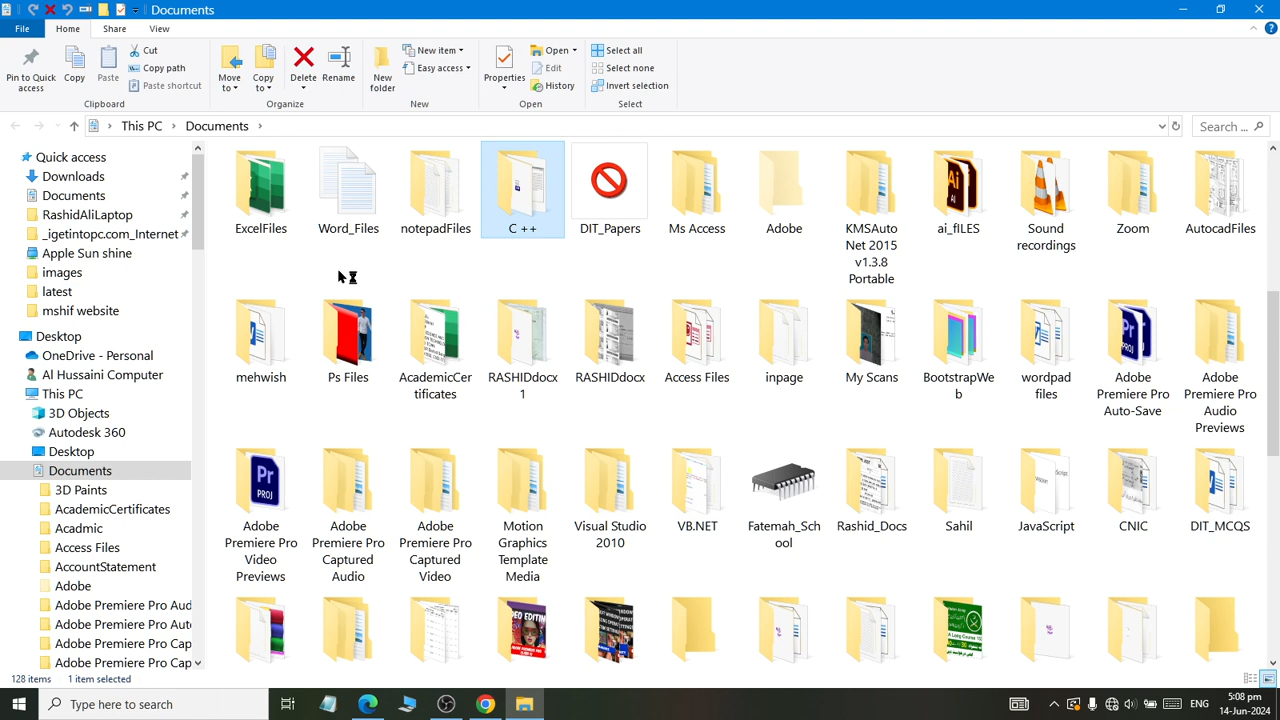 Documents
File Home Share View
Pin to Quick access
Copy
Paste
Cut
Copy path
Paste shortcut
Clipboard
Move to
Copy to
Delete
Rename
Organize
New folder
New item
Easy access
New
Properties
Open
Edit
History
Open
Select all
Select none
Invert selection
Select
This PC
Documents
Search ...
Quick access
Downloads
Documents
RashidAliLaptop
_igetintopc.com_Internet
Apple Sun shine
images
latest
mshif website
Desktop
OneDrive - Personal
Al Hussaini Computer
This PC
3D Objects
Autodesk 360
Desktop
Documents
3D Paints
AcademicCertificates
Acadmic
Access Files
AccountStatement
Adobe
Adobe Premiere Pro Aud
Adobe Premiere Pro Aut
Adobe Premiere Pro Cap
Adobe Premiere Pro Cap
ExcelFiles
Word_Files
notepadFiles
C ++
DIT_Papers
Ms Access
Adobe
KMSAuto
Net 2015
v1.3.8
Portable
ai_fILES
Sound
recordings
Zoom
AutocadFiles
mehwish
Ps Files
AcademicCer
tificates
RASHIDdocx
1
RASHIDdocx
Access Files
inpage
My Scans
BootstrapWe
b
wordpad
files
Adobe
Premiere Pro
Auto-Save
Adobe
Premiere Pro
Audio
Previews
Adobe
Premiere Pro
Video
Previews
Adobe
Premiere Pro
Captured
Audio
Adobe
Premiere Pro
Captured
Video
Motion
Graphics
Template
Media
Visual Studio
2010
VB.NET
Fatemah_Sch
ool
Rashid_Docs
Sahil
JavaScript
CNIC
DIT_MCQS
128 items 1 item selected
Type here to search
ENG
5:08 pm
14-Jun-2024